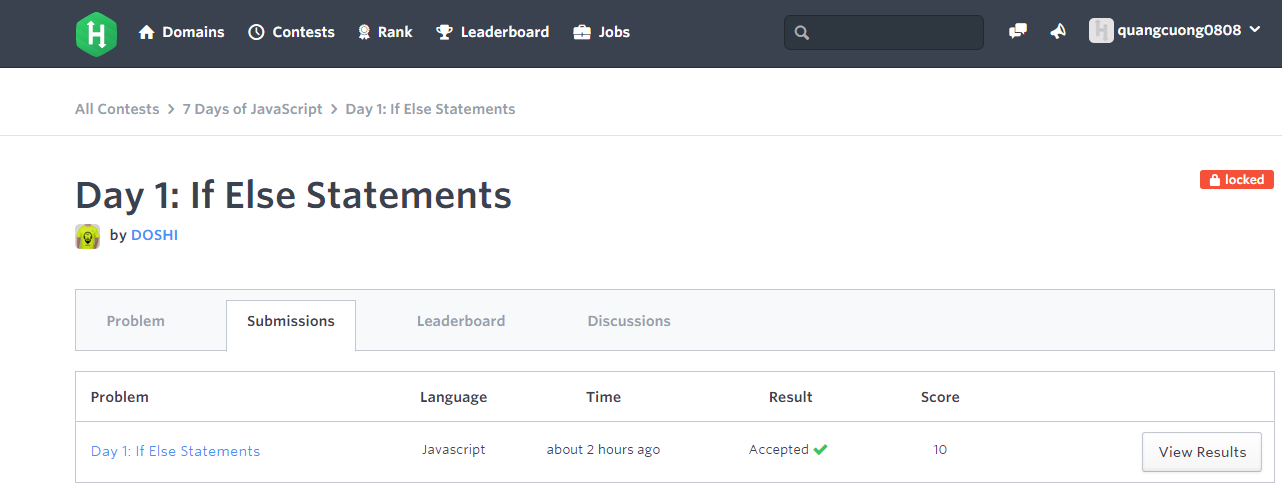 H Domains Contests Rank Leaderboard Jobs quangcuong0808
All Contests > 7 Days of JavaScript > Day 1: If Else Statements
Day 1: If Else Statements locked
by DOSHI
Problem Submissions Leaderboard Discussions
Problem Language Time Result Score
Day 1: If Else Statements Javascript about 2 hours ago Accepted 10 View Results